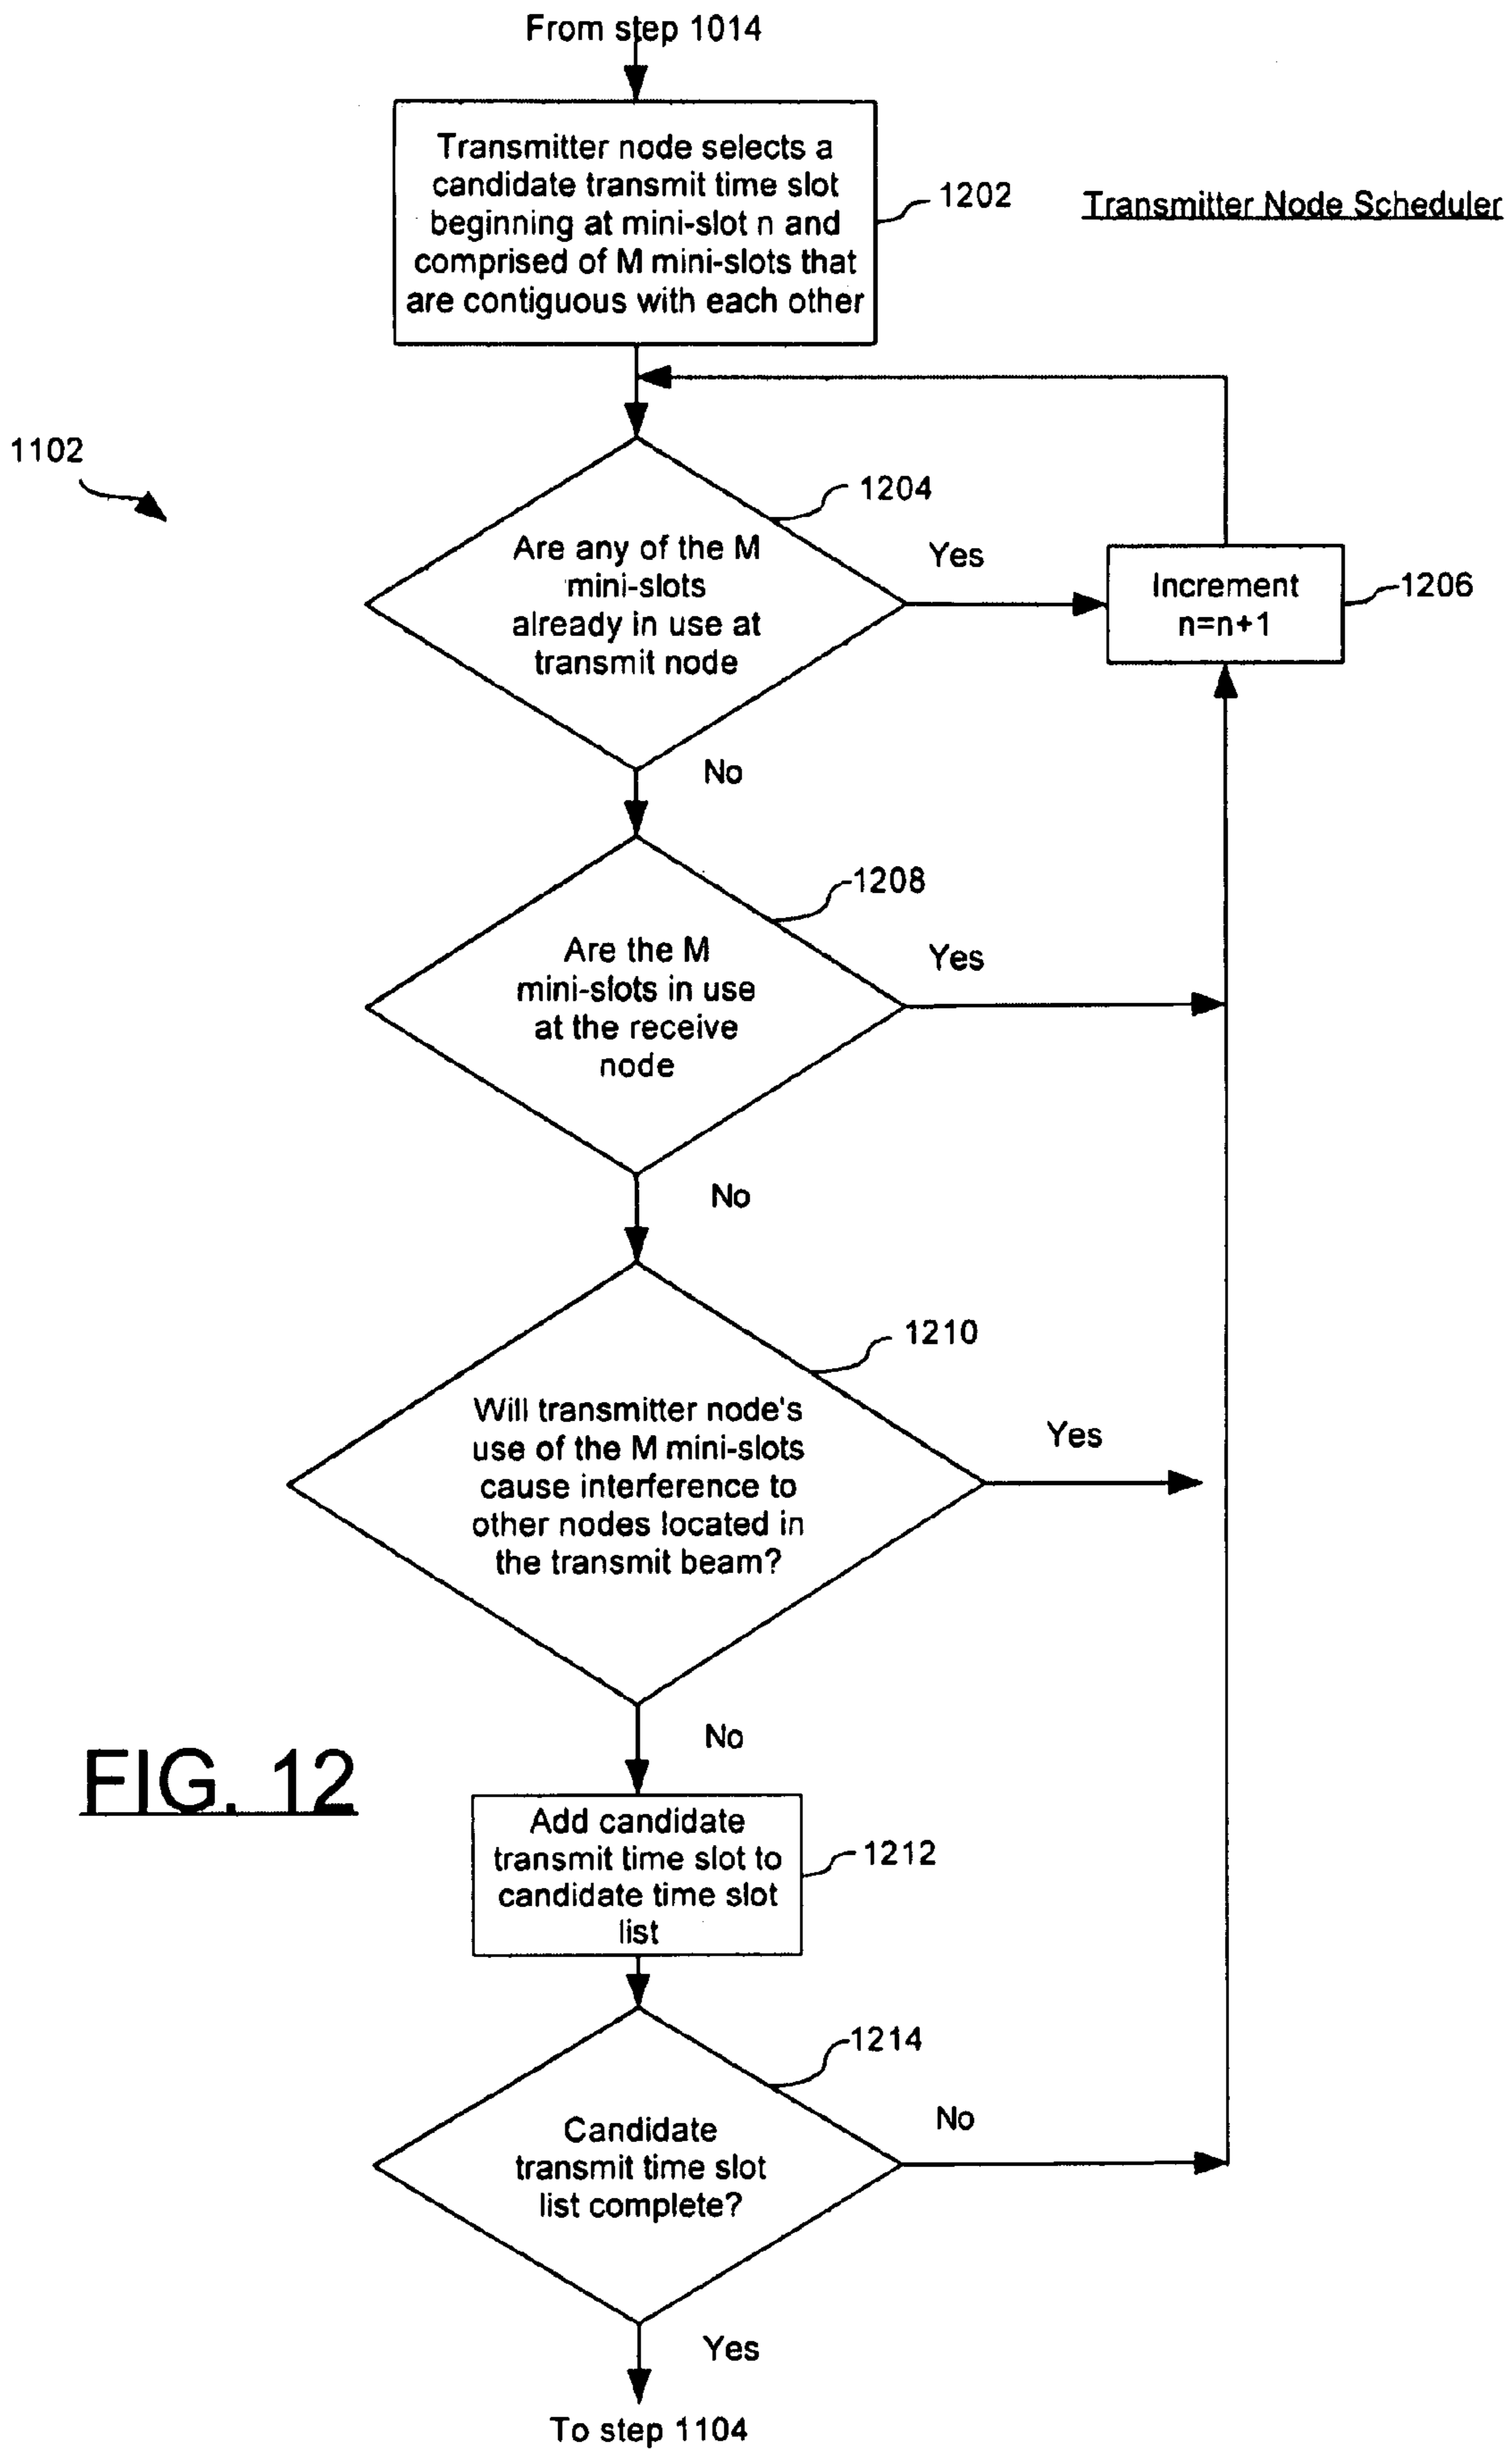 From step 1014
Transmitter node selects a
candidate transmit time slot
beginning at mini-slot n and
comprised of M mini-slots that
are contiguous with each other
1202
Transmitter Node Scheduler
1102
1204
Are any of the M
mini-slots
already in use at
transmit node
Yes
Increment
n=n+1
1206
No
1208
Are the M
mini-slots in use
at the receive
node
Yes
No
1210
Will transmitter node's
use of the M mini-slots
cause interference to
other nodes located in
the transmit beam?
Yes
No
FIG. 12
Add candidate
transmit time slot to
candidate time slot
list
1212
1214
Candidate
transmit time slot
list complete?
No
Yes
To step 1104